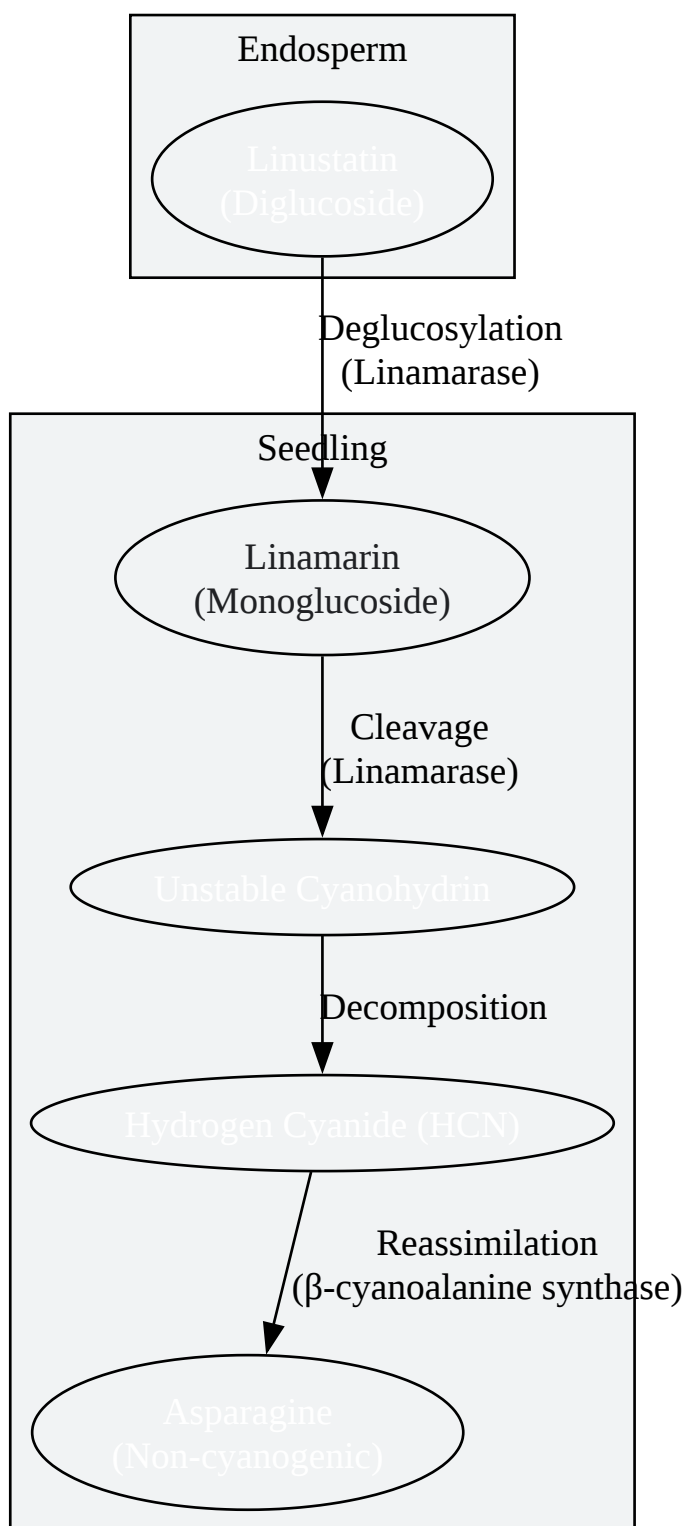 Endosperm
Linustatin
(Diglucoside)
Deglucosylation
(Linamarase)
Seedling
Linamarin
(Monoglucoside)
Cleavage
(Linamarase)
Unstable Cyanohydrin
Decomposition
Hydrogen Cyanide (HCN)
Reassimilation
(β-cyanoalanine synthase)
Asparagine
(Non-cyanogenic)